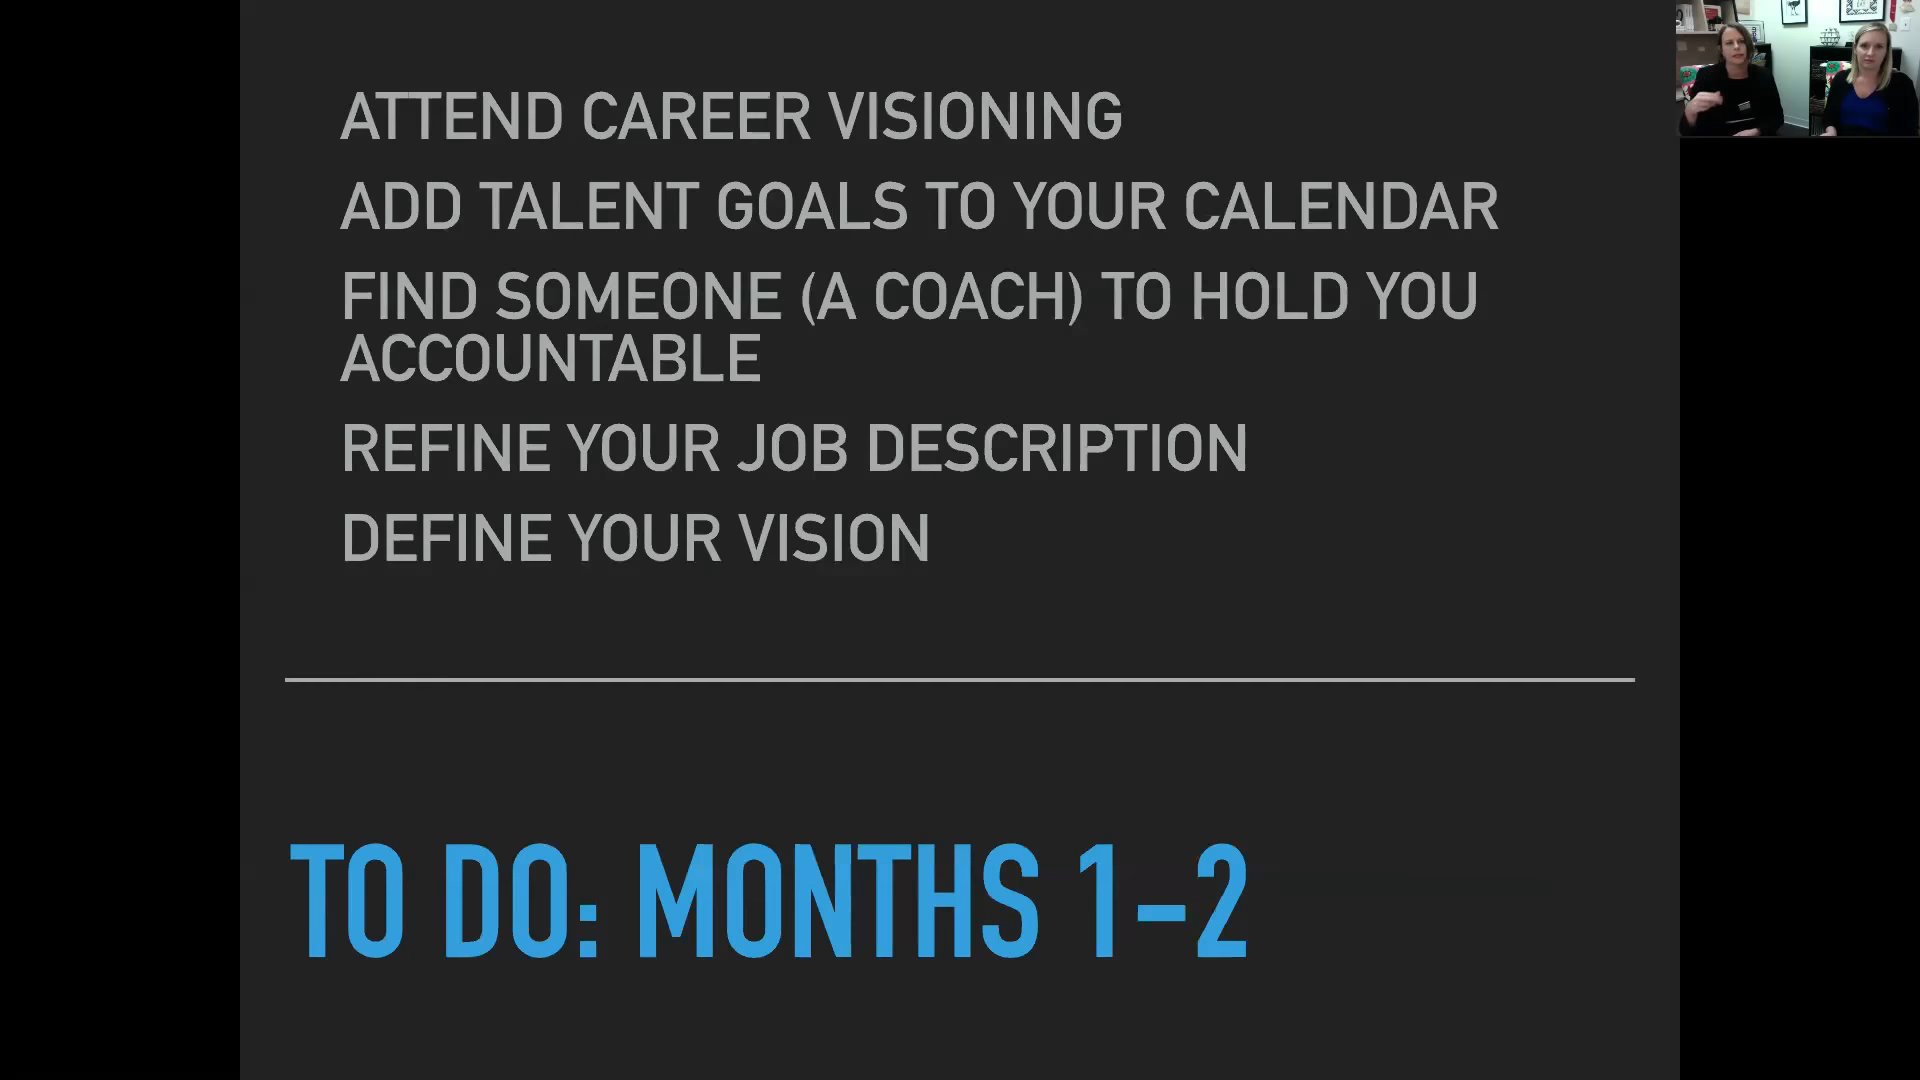 ATTEND CAREER VISIONING
ADD TALENT GOALS TO YOUR CALENDAR
FIND SOMEONE (A COACH) TO HOLD YOU
ACCOUNTABLE
REFINE YOUR JOB DESCRIPTION
DEFINE YOUR VISION
TO DO: MONTHS 1-2